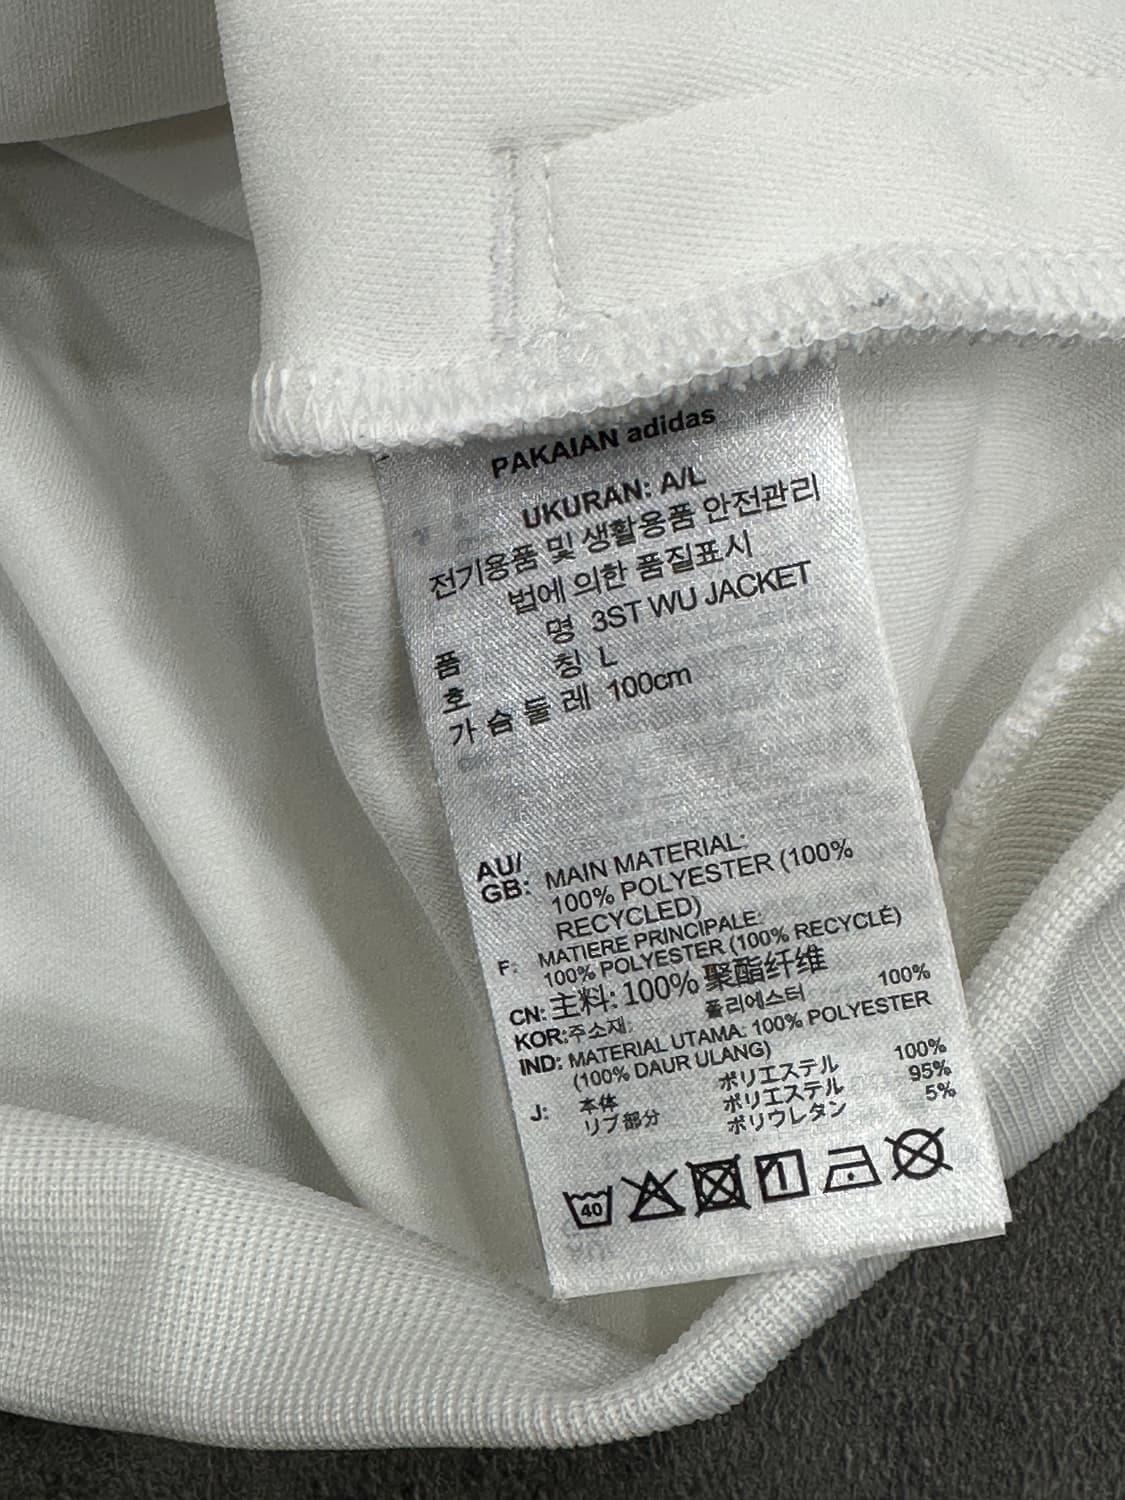 PAKAIAN adidas
UKURAN: A/L
전기용품 및 생활용품 안전관리
법에 의한 품질표시
품 명 3ST WU JACKET
호 칭 L
가 슴 둘 레 100cm
AU/
GB: MAIN MATERIAL:
100% POLYESTER (100%
RECYCLED)
F: MATIERE PRINCIPALE:
100% POLYESTER (100% RECYCLÉ)
CN: 主料: 100% 聚酯纤维
KOR: 주소재: 폴리에스터 100%
IND: MATERIAL UTAMA: 100% POLYESTER
(100% DAUR ULANG)
J: 本体 ポリエステル 100%
リブ部分 ポリエステル 95%
ポリウレタン 5%
40